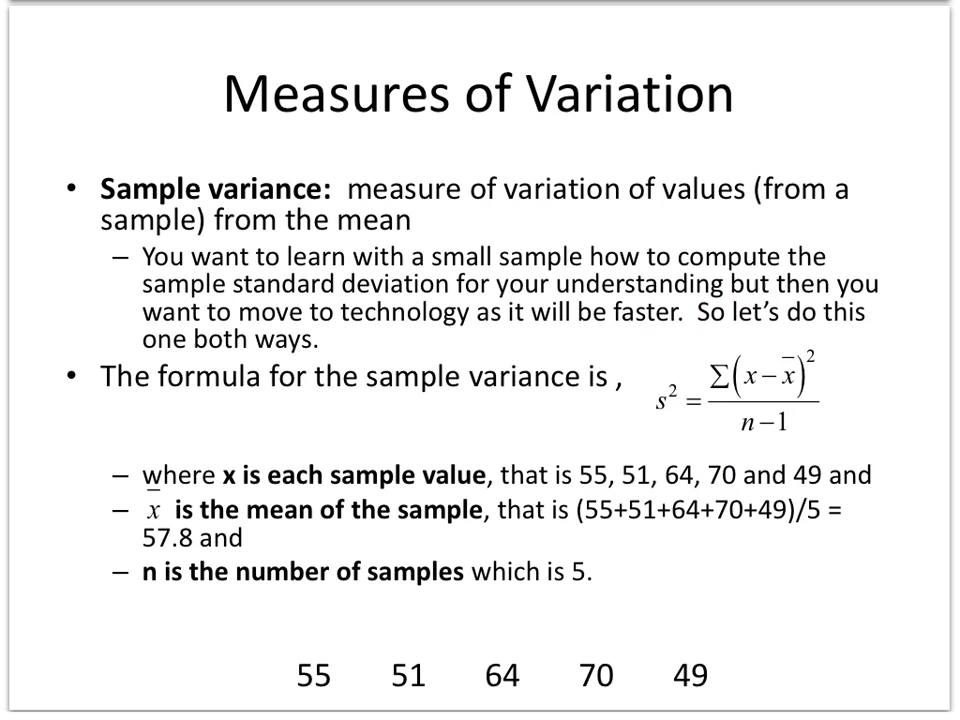 Measures of Variation
• Sample variance: measure of variation of values (from a
sample) from the mean
– You want to learn with a small sample how to compute the
sample standard deviation for your understanding but then you
want to move to technology as it will be faster. So let's do this
one both ways.
• The formula for the sample variance is , s² = ∑(x − x̄)² / n − 1
– where x is each sample value, that is 55, 51, 64, 70 and 49 and
– x̄ is the mean of the sample, that is (55+51+64+70+49)/5 =
57.8 and
– n is the number of samples which is 5.
55 51 64 70 49